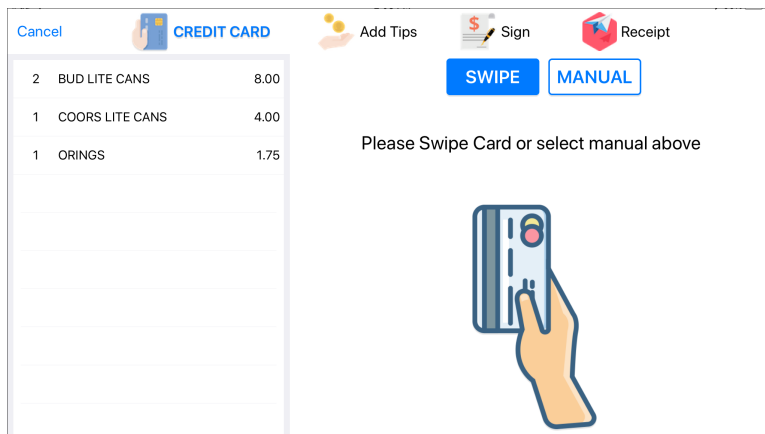 Cancel
CREDIT CARD
Add Tips
$
Sign
Receipt
SWIPE
MANUAL
2 BUD LITE CANS 8.00
1 COORS LITE CANS 4.00
1 ORINGS 1.75
Please Swipe Card or select manual above